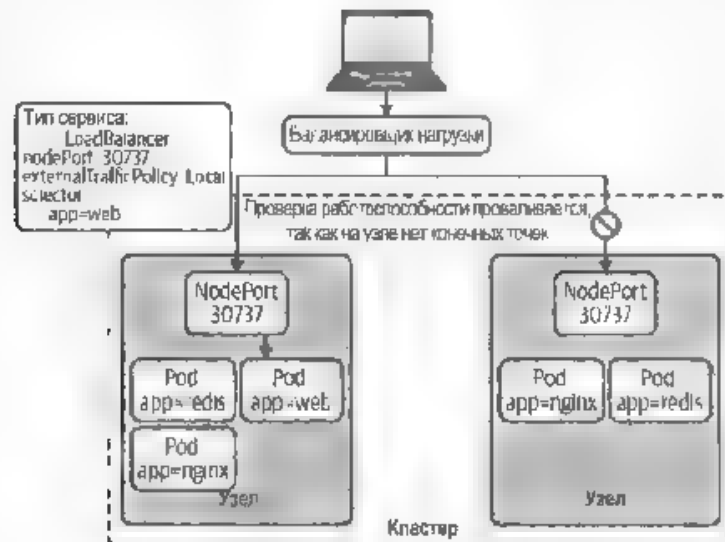 Тип сервиса:
LoadBalancer
nodePort 30737
externalTrafficPolicy Local
selector
app=web
Балансировщик нагрузки
Проверка работоспособности проваливается,
так как на узле нет конечных точек
NodePort
30737
Pod
app=redis
Pod
app=web
Pod
app=nginx
Узел
NodePort
30737
Pod
app=nginx
Pod
app=redis
Узел
Кластер